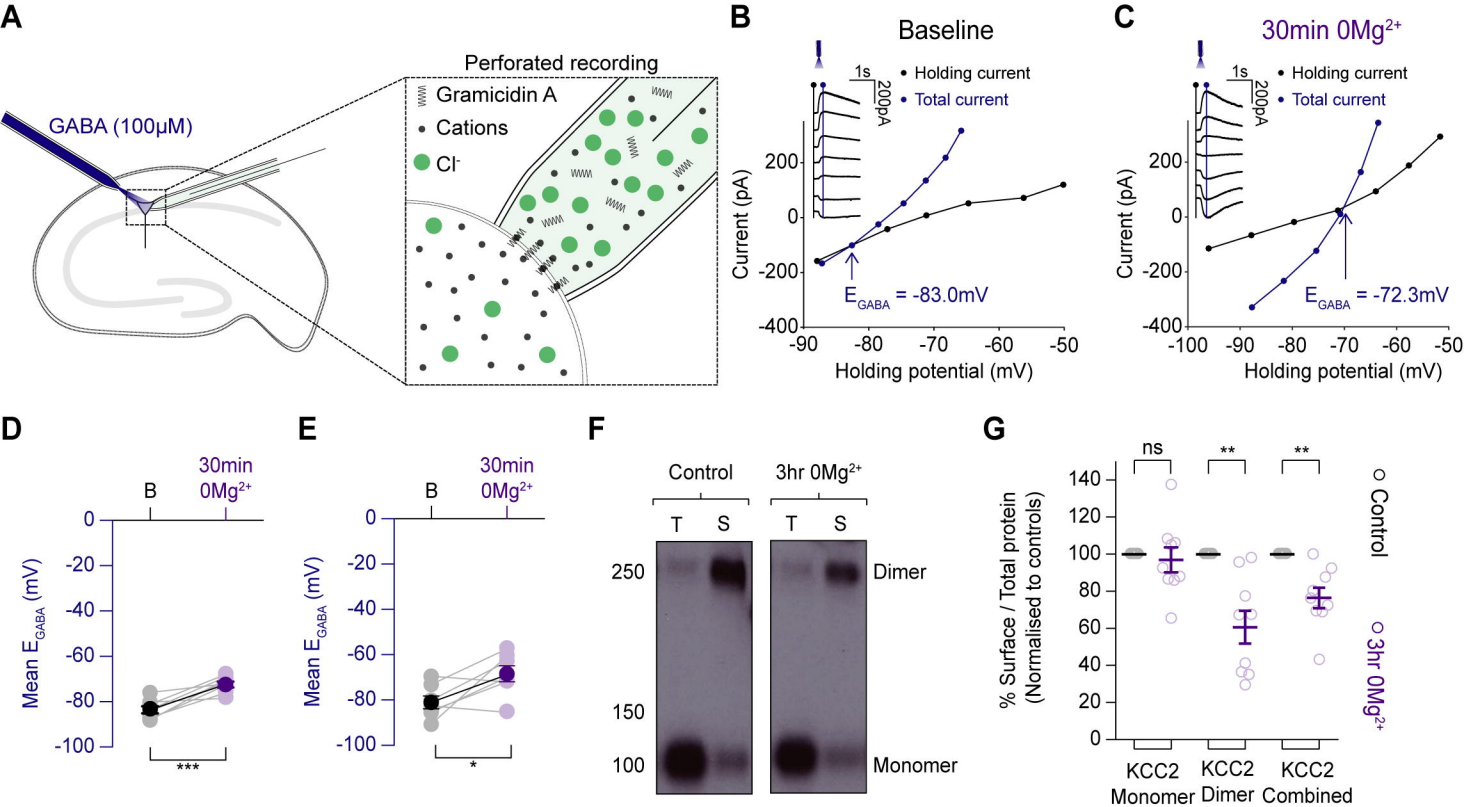 A
GABA (100µM)
Perforated recording
Gramicidin A
Cations
Cl-
B
Baseline
1s
200pA
Holding current
Total current
Current (pA)
200
0
-200
-400
EGABA = -83.0mV
-90
-80
-70
-60
-50
Holding potential (mV)
C
30min 0Mg2+
1s
200pA
Holding current
Total current
Current (pA)
200
0
-200
-400
EGABA = -72.3mV
-100
-90
-80
-70
-60
-50
Holding potential (mV)
D
B
30min
0Mg2+
Mean EGABA (mV)
0
-20
-40
-60
-80
-100
***
E
B
30min
0Mg2+
Mean EGABA (mV)
0
-20
-40
-60
-80
-100
*
F
Control
3hr 0Mg2+
T
S
T
S
250
150
100
Dimer
Monomer
G
ns
**
**
% Surface / Total protein
(Normalised to controls)
140
120
100
80
60
40
20
0
KCC2
Monomer
KCC2
Dimer
KCC2
Combined
Control
3hr 0Mg2+